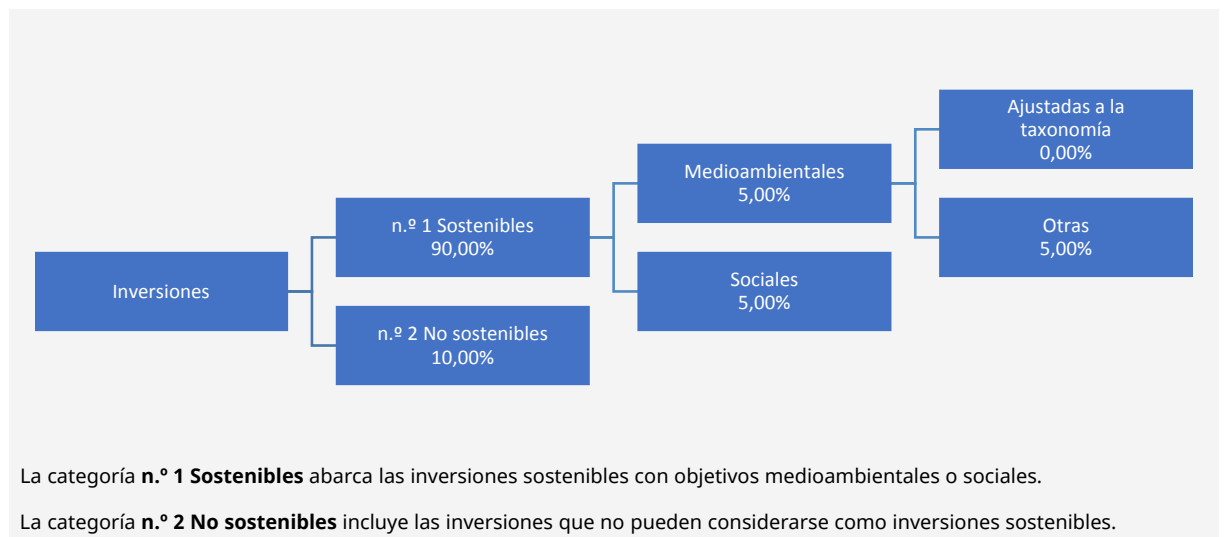 Inversiones
n.º 1 Sostenibles
90,00%
n.º 2 No sostenibles
10,00%
Medioambientales
5,00%
Sociales
5,00%
Ajustadas a la
taxonomía
0,00%
Otras
5,00%
La categoría n.º 1 Sostenibles abarca las inversiones sostenibles con objetivos medioambientales o sociales.
La categoría n.º 2 No sostenibles incluye las inversiones que no pueden considerarse como inversiones sostenibles.